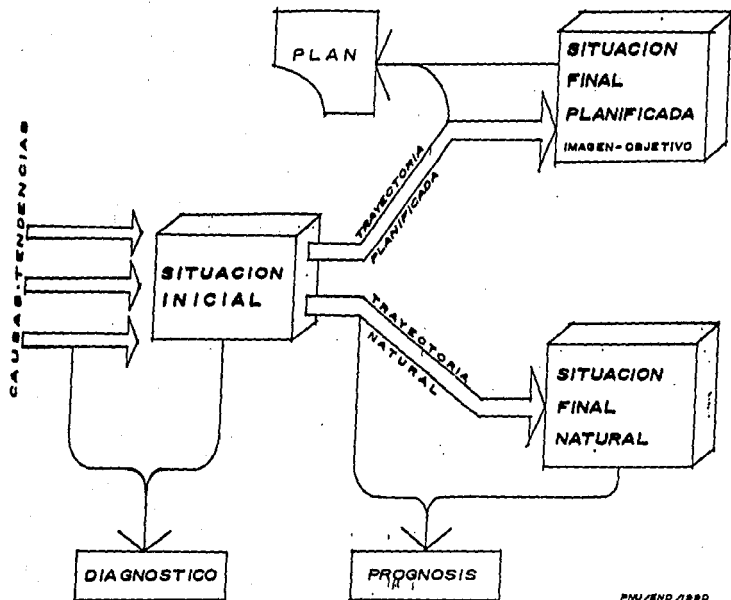 PLAN
SITUACION
FINAL
PLANIFICADA
IMAGEN-OBJETIVO
CAUSAS-TENDENCIAS
TRAYECTORIA
PLANIFICADA
SITUACION
INICIAL
TRAYECTORIA
NATURAL
SITUACION
FINAL
NATURAL
DIAGNOSTICO
PROGNOSIS